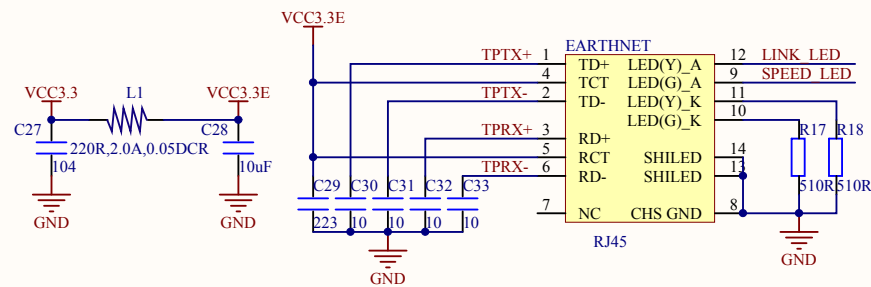 VCC3.3E
EARTHNET
TPTX+ 1 TD+ LED(Y)_A 12 LINK_LED
4 TCT LED(G)_A 9 SPEED_LED
VCC3.3 L1 VCC3.3E TPTX- 2 TD- LED(Y)_K 11
LED(G)_K 10
C27 C28 TPRX+ 3 RD+ R17 R18
220R,2.0A,0.05DCR 5 RCT SHILED 14
104 10uF TPRX- 6 RD- SHILED 13
C29 C30 C31 C32 C33 510R 510R
GND GND 223 10 10 10 10 7 NC CHS GND 8
RJ45
GND GND